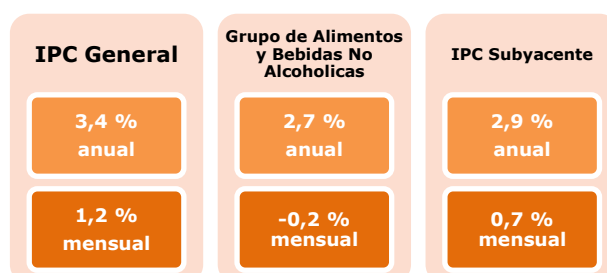 IPC General
3,4 %
anual
1,2 %
mensual
Grupo de Alimentos
y Bebidas No
Alcoholicas
2,7 %
anual
-0,2 %
mensual
IPC Subyacente
2,9 %
anual
0,7 %
mensual